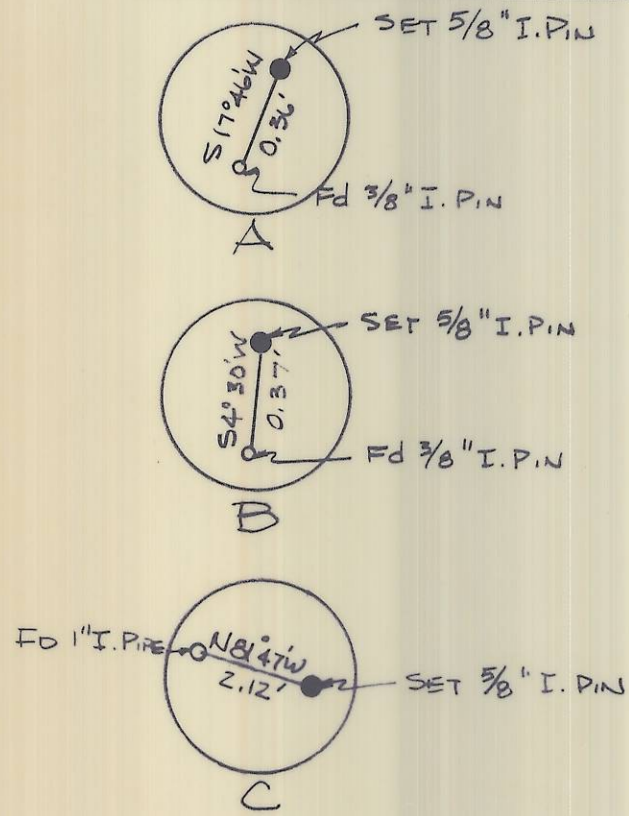 SET 5/8" I. PIN
S 17°46'W
0.36'
Fd 3/8" I. PIN
A
SET 5/8" I. PIN
S4°30'W
0.37'
Fd 3/8" I. PIN
B
FD 1" I. PIPE
N81°47'W
2.12'
SET 5/8" I. PIN
C